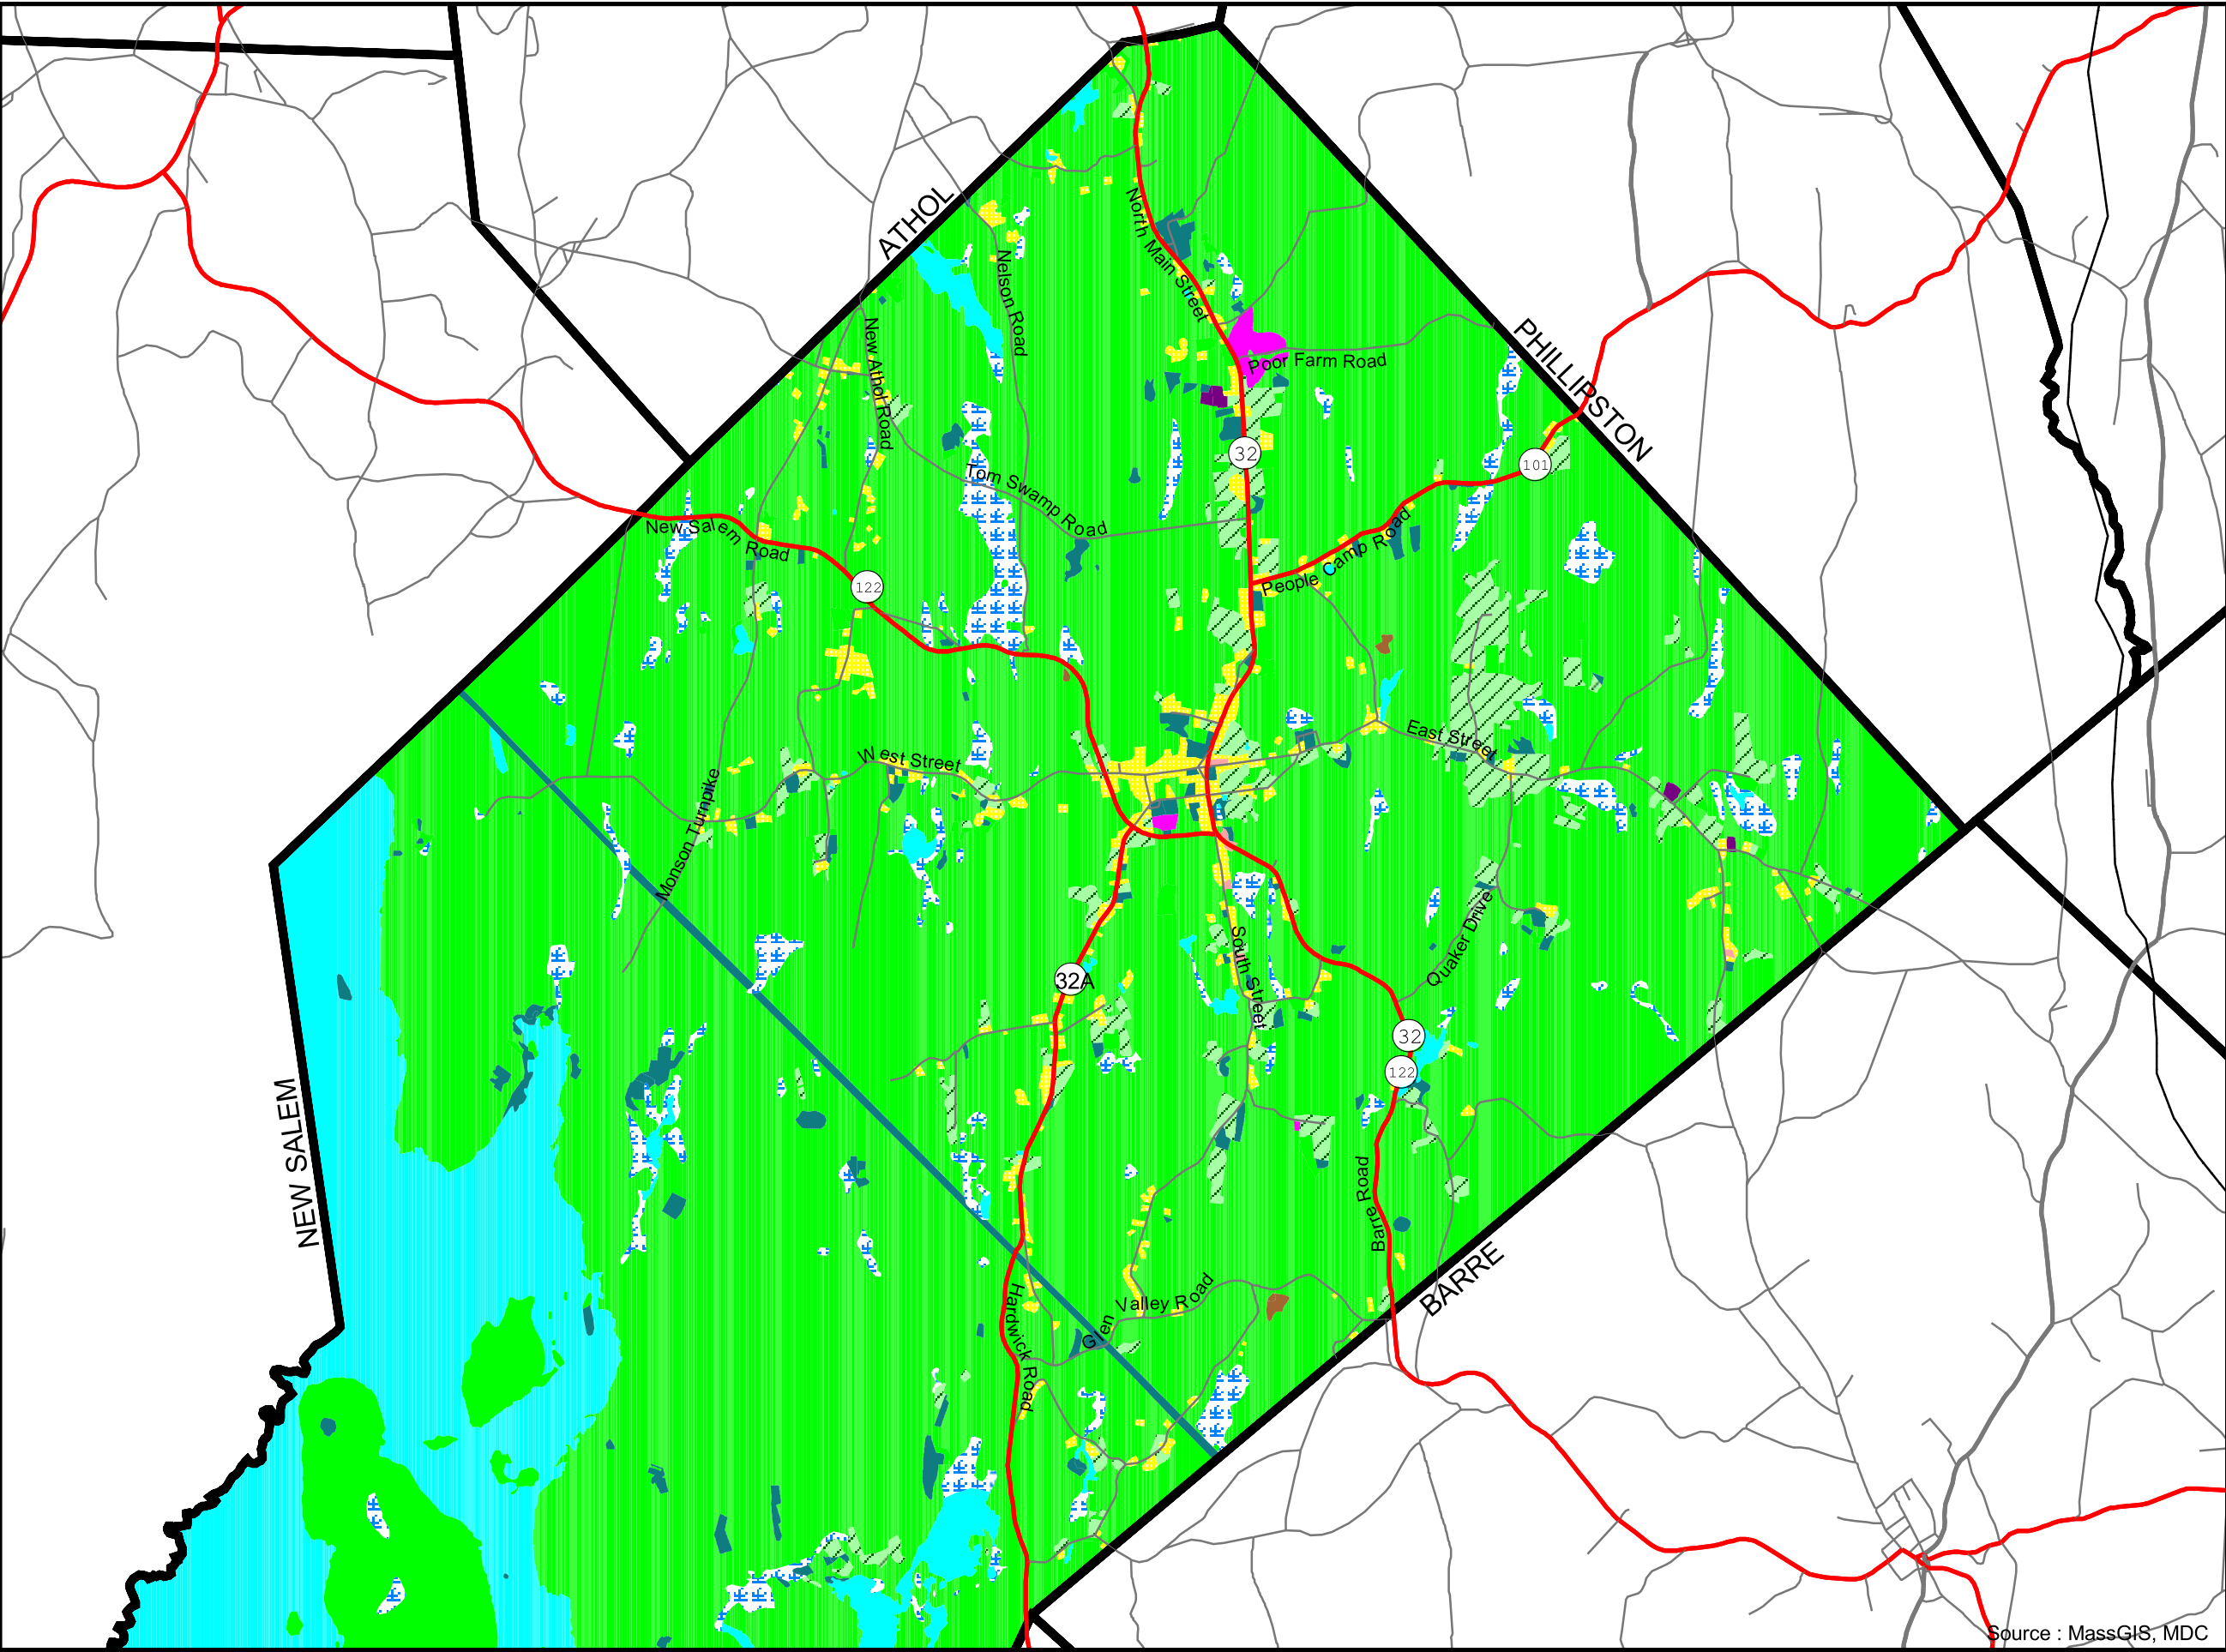 ATHOL
North Main Street
Nelson Road
New Athol Road
Poor Farm Road
PHILLIPSTON
32
101
Tom Swamp Road
New Salem Road
People Camp Road
122
East Street
West Street
Monson Turnpike
Quaker Drive
South Street
32A
32
122
NEW SALEM
Barre Road
BARRE
Valley Road
Glen
Hardwick Road
Source : MassGIS, MDC